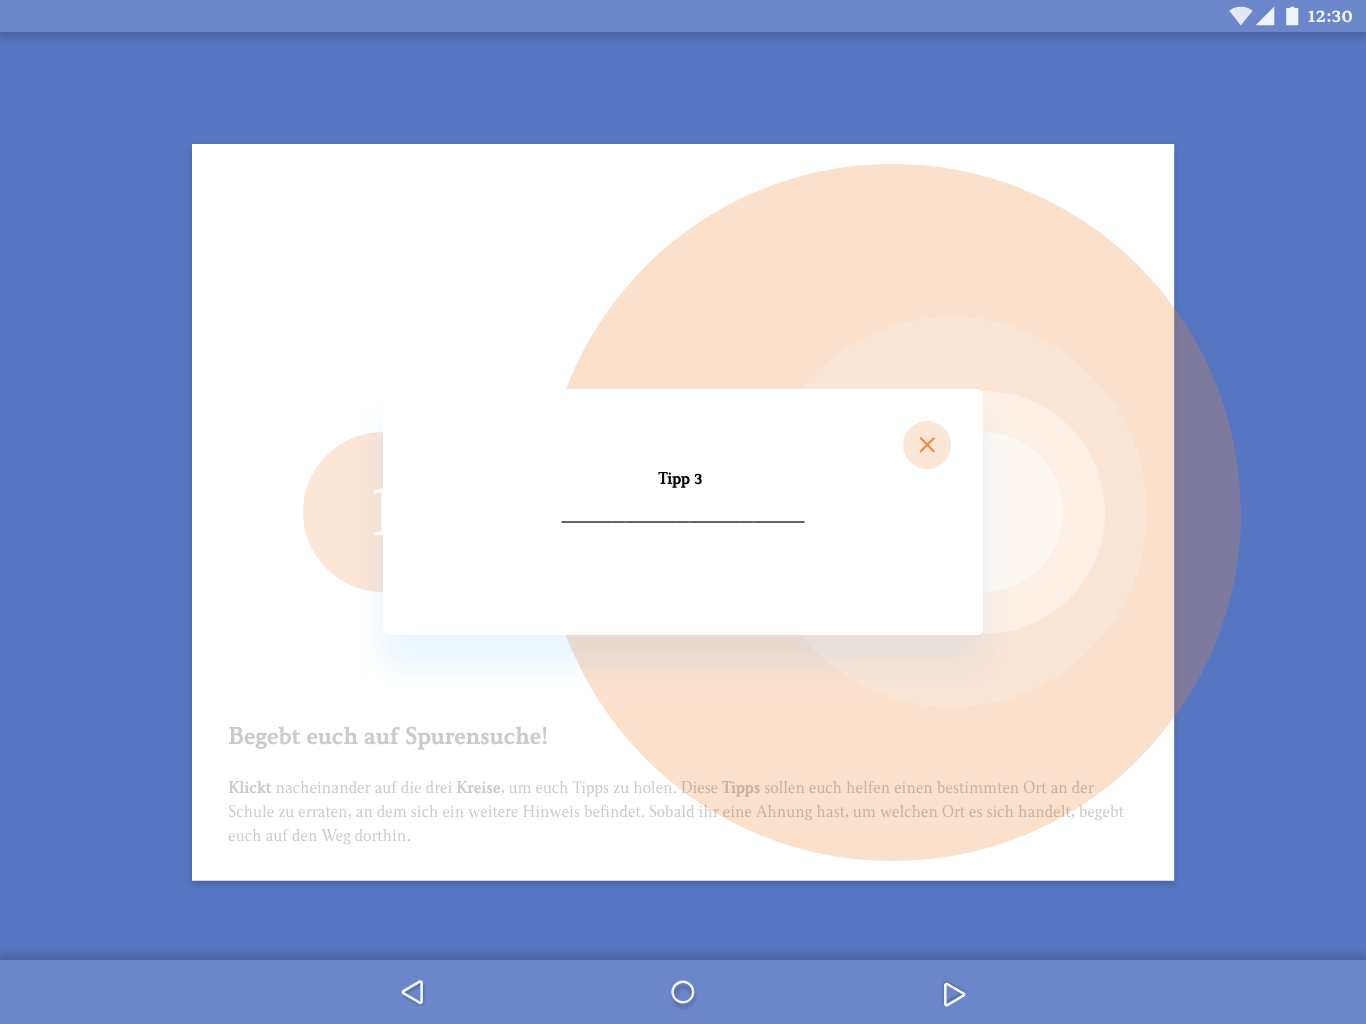 12:30
1
Tipp 3
___________________
Begebt euch auf Spurensuche!
Klickt nacheinander auf die drei Kreise, um euch Tipps zu holen. Diese Tipps sollen euch helfen einen bestimmten Ort an der
Schule zu erraten, an dem sich ein weitere Hinweis befindet. Sobald ihr eine Ahnung hast, um welchen Ort es sich handelt, begebt
euch auf den Weg dorthin.